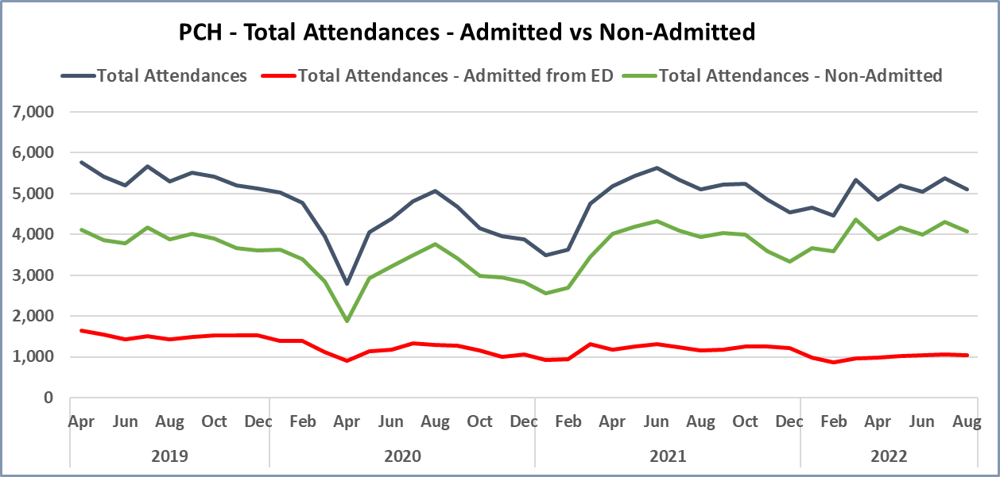 PCH - Total Attendances - Admitted vs Non-Admitted
Total Attendances Total Attendances - Admitted from ED Total Attendances - Non-Admitted
7,000
6,000
5,000
4,000
3,000
2,000
1,000
0
Apr Jun Aug Oct Dec Feb Apr Jun Aug Oct Dec Feb Apr Jun Aug Oct Dec Feb Apr Jun Aug
2019 2020 2021 2022